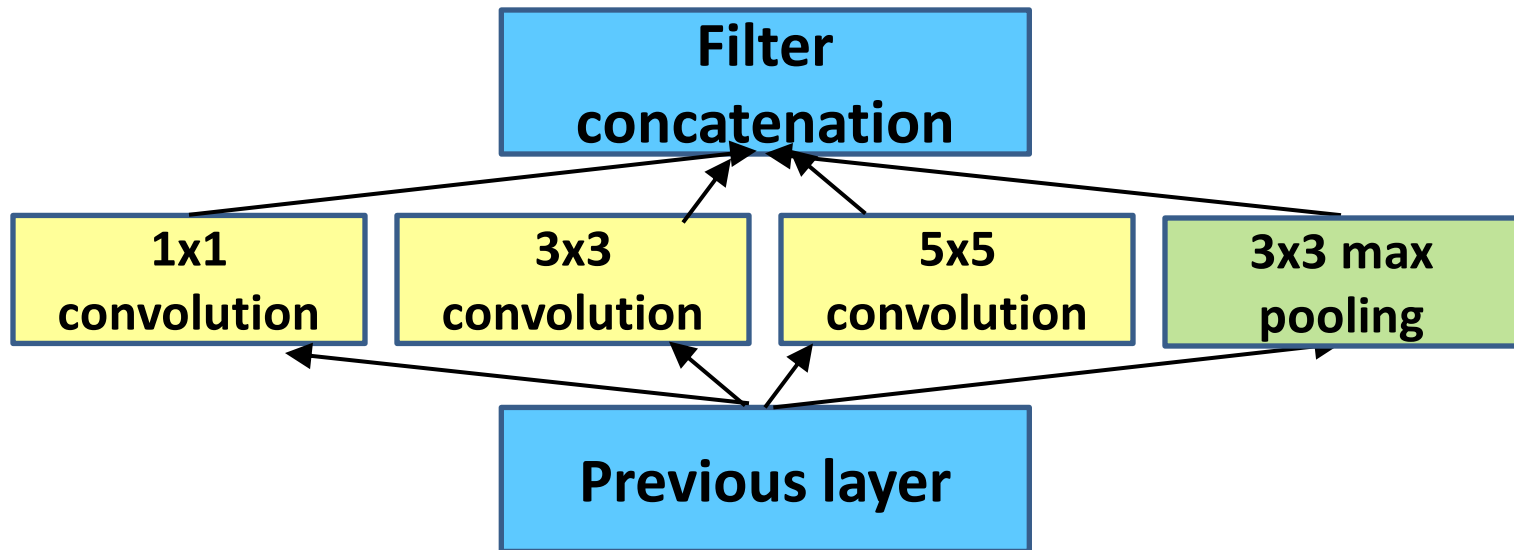 Filter
concatenation
1x1
convolution
3x3
convolution
5x5
convolution
3x3 max
pooling
Previous layer